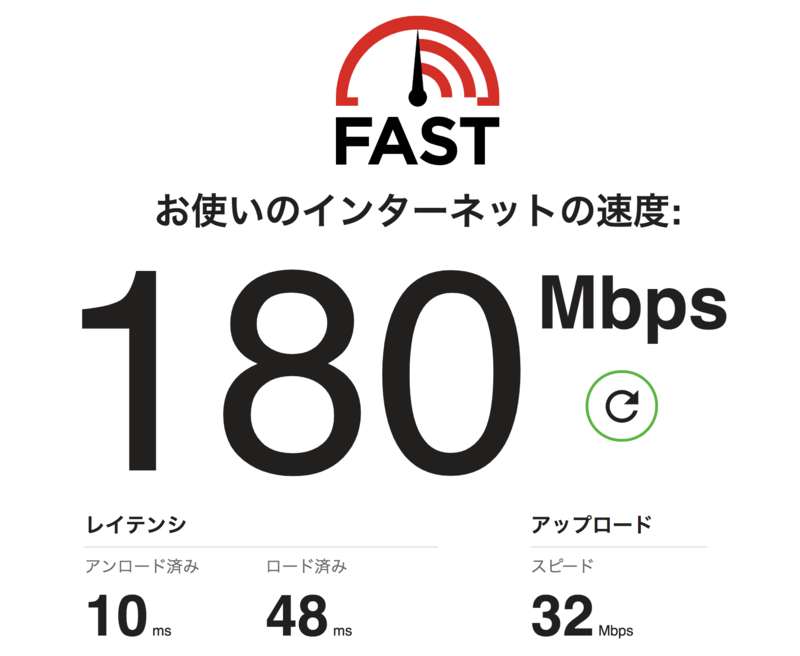 FAST
お使いのインターネットの速度:
180 Mbps
レイテンシ アップロード
アンロード済み ロード済み スピード
10 ms 48 ms 32 Mbps